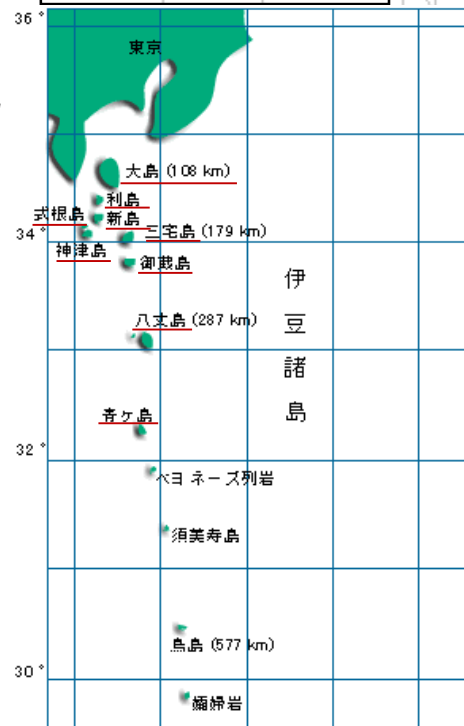 36°
東京
大島 (108 km)
利島
式根島
新島
三宅島 (179 km)
34°
神津島
御蔵島
伊豆諸島
八丈島 (287 km)
青ヶ島
32°
ベヨネーズ列岩
須美寿島
鳥島 (577 km)
30°
孀婦岩